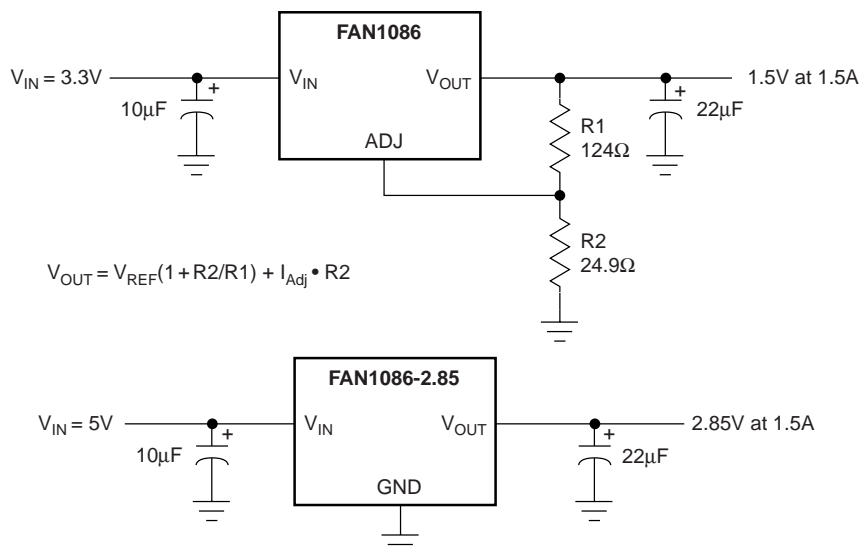 FAN1086
V_IN = 3.3V
V_IN
V_OUT
1.5V at 1.5A
10μF
+
ADJ
R1
124Ω
+
22μF
R2
24.9Ω
V_OUT = V_REF(1 + R2/R1) + I_Adj • R2
FAN1086-2.85
V_IN = 5V
V_IN
V_OUT
2.85V at 1.5A
10μF
+
GND
+
22μF